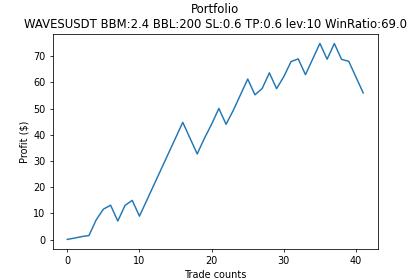 Portfolio
WAVESUSDT BBM:2.4 BBL:200 SL:0.6 TP:0.6 lev:10 WinRatio:69.0
Profit ($)
70
60
50
40
30
20
10
0
0 10 20 30 40
Trade counts